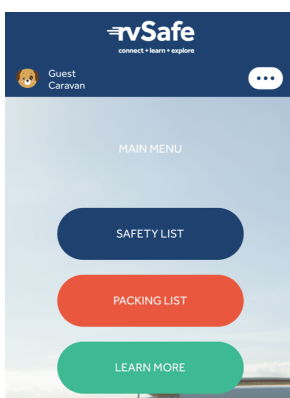 rvSafe
connect • learn • explore
Guest
Caravan
MAIN MENU
SAFETY LIST
PACKING LIST
LEARN MORE